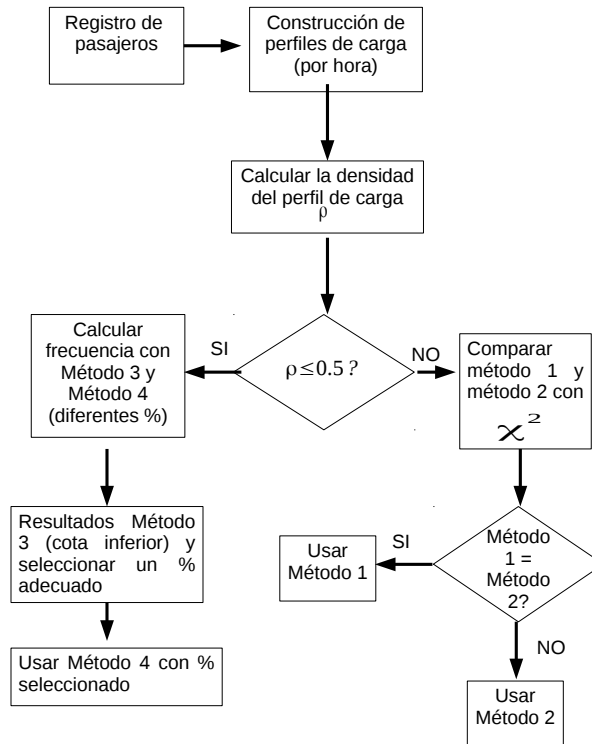 Registro de
pasajeros
Construcción de
perfiles de carga
(por hora)
Calcular la densidad
del perfil de carga
ρ
ρ≤0.5 ?
SI
NO
Calcular
frecuencia con
Método 3 y
Método 4
(diferentes %)
Comparar
método 1 y
método 2 con
χ²
Resultados Método
3 (cota inferior) y
seleccionar un %
adecuado
Usar Método 4 con %
seleccionado
Método
1 =
Método
2?
SI
Usar
Método 1
NO
Usar
Método 2